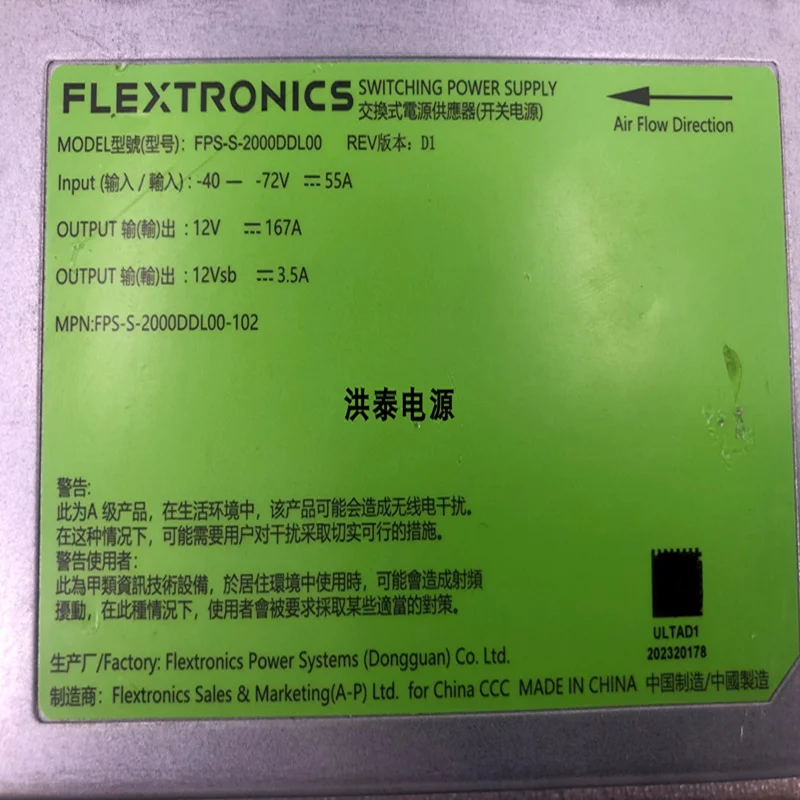 FLEXTRONICS SWITCHING POWER SUPPLY
交換式電源供應器(开关电源)
Air Flow Direction
MODEL型號(型号): FPS-S-2000DDL00 REV版本: D1
Input (输入 / 輸入) : -40 — -72V ⎓ 55A
OUTPUT 输(輸)出 : 12V ⎓ 167A
OUTPUT 输(輸)出 : 12Vsb ⎓ 3.5A
MPN:FPS-S-2000DDL00-102
洪泰电源
警告:
此为A 级产品，在生活环境中，该产品可能会造成无线电干扰。
在这种情况下，可能需要用户对干扰采取切实可行的措施。
警告使用者：
此為甲類資訊技術設備，於居住環境中使用時，可能會造成射頻
擾動，在此種情況下，使用者會被要求採取某些適當的對策。
ULTAD1
202320178
生产厂/Factory: Flextronics Power Systems (Dongguan) Co. Ltd.
制造商：Flextronics Sales & Marketing(A-P) Ltd. for China CCC MADE IN CHINA 中国制造/中國製造